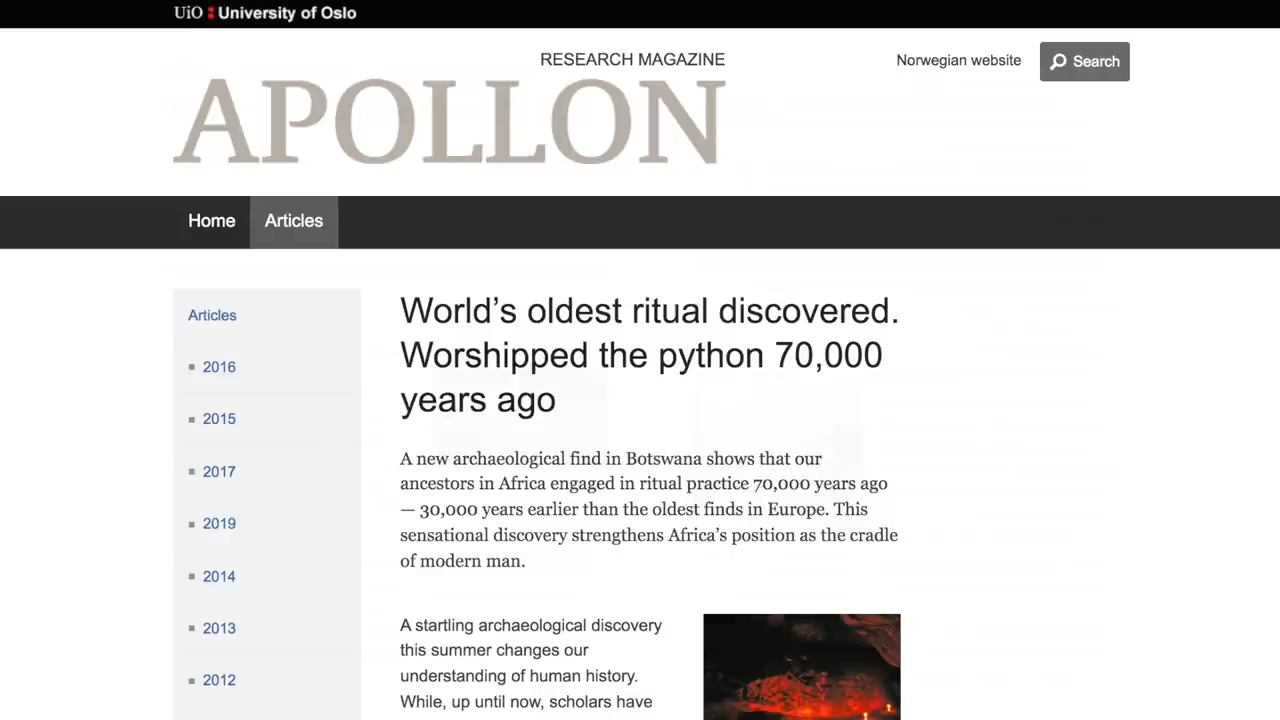 UiO : University of Oslo
RESEARCH MAGAZINE
Norwegian website
Search
APOLLON
Home
Articles
Articles
2016
2015
2017
2019
2014
2013
2012
World’s oldest ritual discovered.
Worshipped the python 70,000
years ago
A new archaeological find in Botswana shows that our
ancestors in Africa engaged in ritual practice 70,000 years ago
— 30,000 years earlier than the oldest finds in Europe. This
sensational discovery strengthens Africa’s position as the cradle
of modern man.
A startling archaeological discovery
this summer changes our
understanding of human history.
While, up until now, scholars have